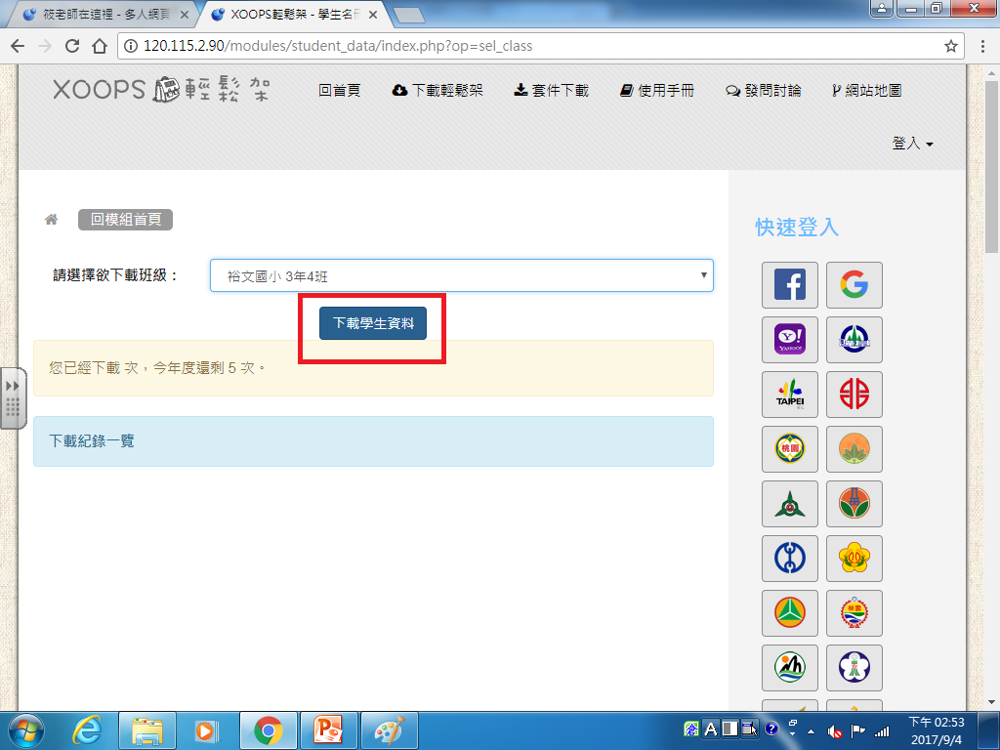 筱老師在這裡 - 多人網頁
XOOPS輕鬆架 - 學生名冊
120.115.2.90/modules/student_data/index.php?op=sel_class
XOOPS 輕鬆架
回首頁
下載輕鬆架
套件下載
使用手冊
發問討論
網站地圖
登入
回模組首頁
快速登入
請選擇欲下載班級：
裕文國小 3年4班
下載學生資料
您已經下載 次，今年度還剩 5 次。
下載紀錄一覽
YAHOO!
TAIPEI
桃園
下午 02:53
2017/9/4